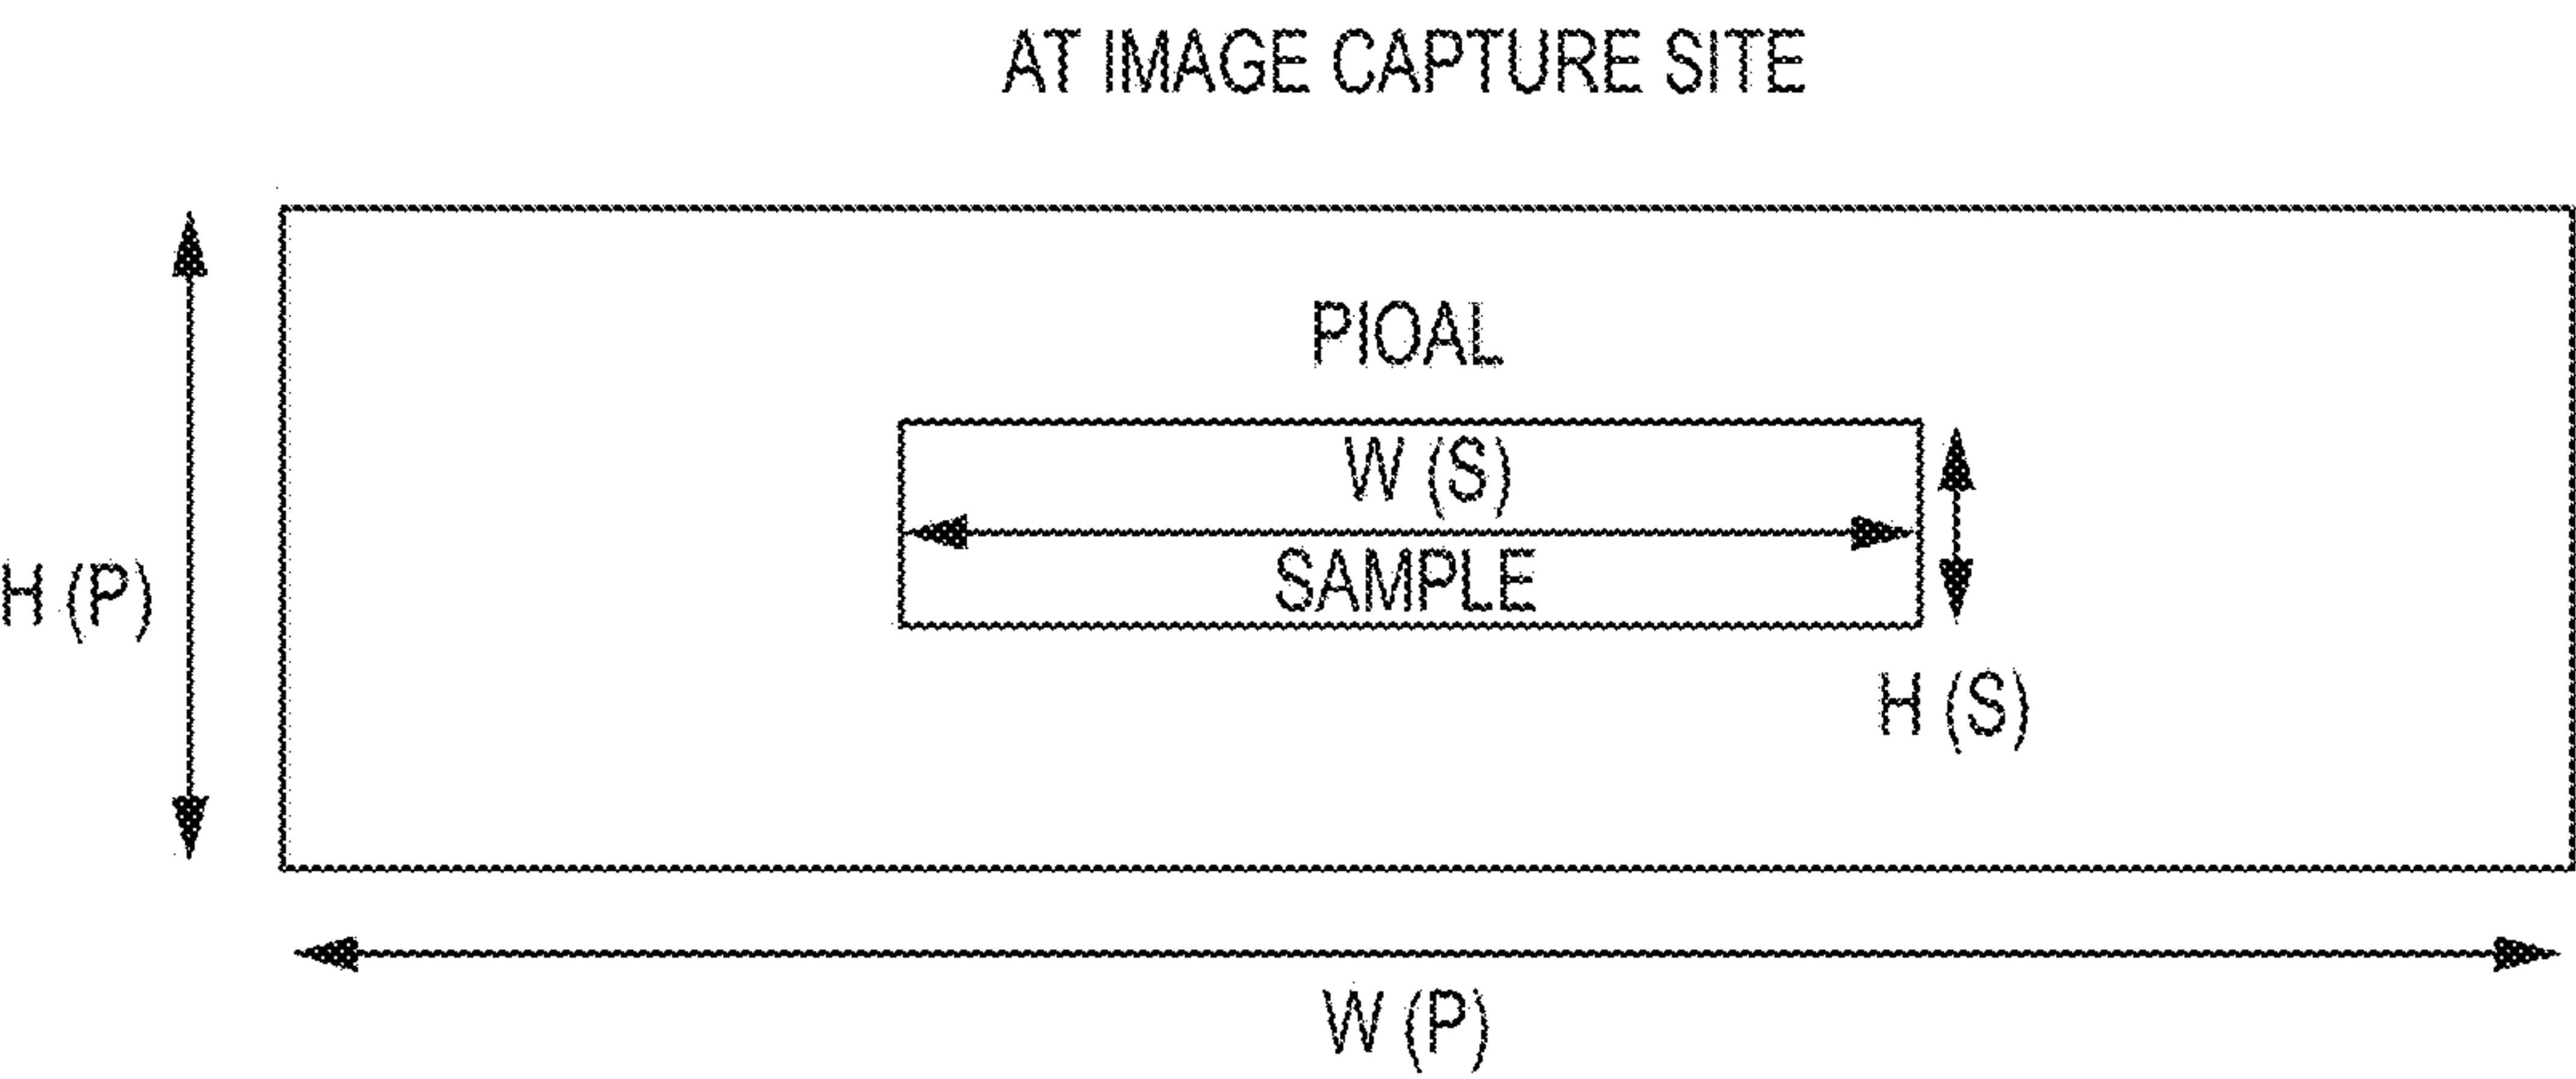 AT IMAGE CAPTURE SITE
PIOAL
W (S)
SAMPLE
H (P)
H (S)
W (P)